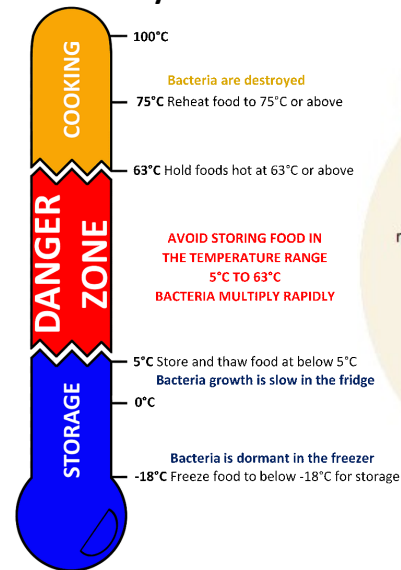 100°C
COOKING
Bacteria are destroyed
75°C Reheat food to 75°C or above
63°C Hold foods hot at 63°C or above
DANGER
ZONE
AVOID STORING FOOD IN
THE TEMPERATURE RANGE
5°C TO 63°C
BACTERIA MULTIPLY RAPIDLY
5°C Store and thaw food at below 5°C
Bacteria growth is slow in the fridge
0°C
STORAGE
Bacteria is dormant in the freezer
-18°C Freeze food to below -18°C for storage